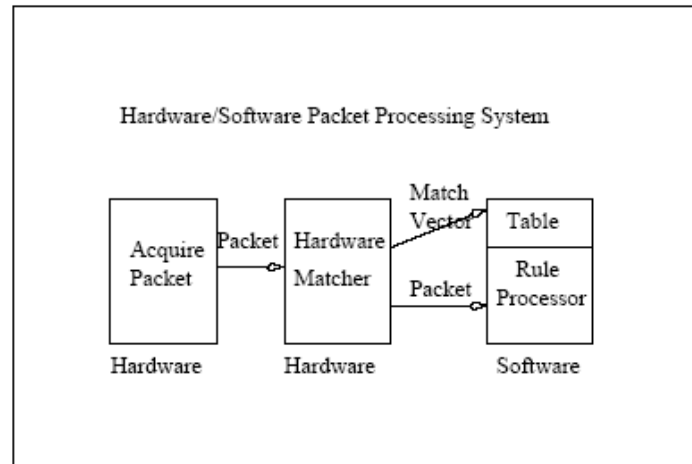 Hardware/Software Packet Processing System
Acquire
Packet
Hardware
Packet
Hardware
Matcher
Hardware
Match
Vector
Packet
Table
Rule
Processor
Software